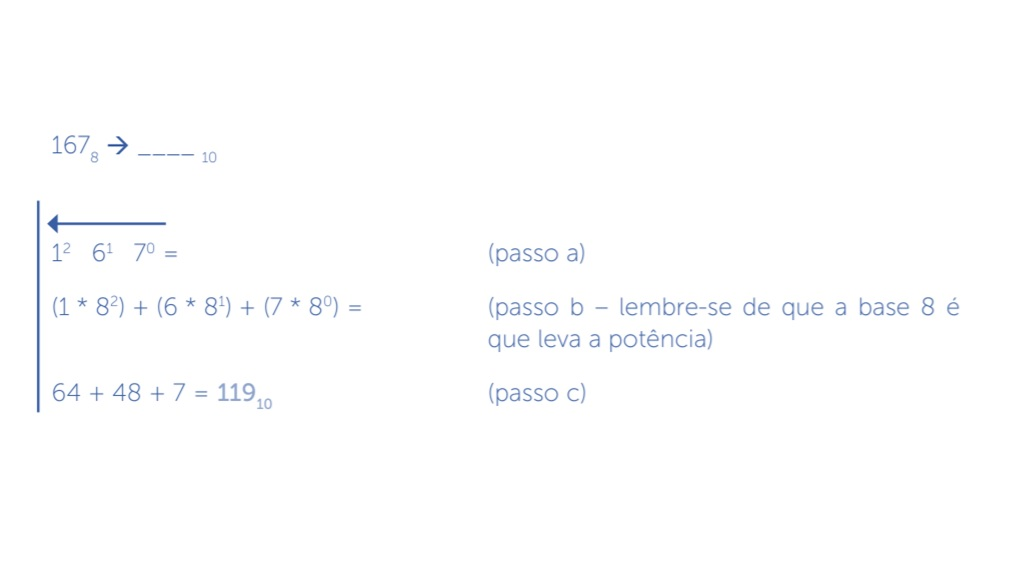 167₈ → ____ ₁₀
1² 6¹ 7⁰ = (passo a)
(1 * 8²) + (6 * 8¹) + (7 * 8⁰) = (passo b – lembre-se de que a base 8 é
que leva a potência)
64 + 48 + 7 = 119₁₀ (passo c)